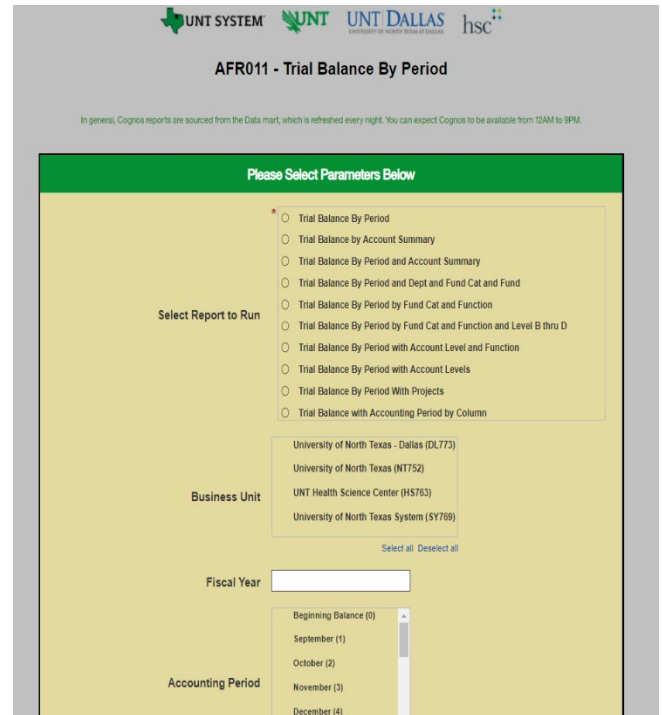 UNT SYSTEM UNT UNT DALLAS hsc
UNIVERSITY OF NORTH TEXAS AT DALLAS
AFR011 - Trial Balance By Period
In general, Cognos reports are sourced from the Data mart, which is refreshed every night. You can expect Cognos to be available from 12AM to 9PM.
Please Select Parameters Below
Select Report to Run
*
Trial Balance By Period
Trial Balance by Account Summary
Trial Balance By Period and Account Summary
Trial Balance By Period and Dept and Fund Cat and Fund
Trial Balance By Period by Fund Cat and Function
Trial Balance By Period by Fund Cat and Function and Level B thru D
Trial Balance By Period with Account Level and Function
Trial Balance By Period with Account Levels
Trial Balance By Period With Projects
Trial Balance with Accounting Period by Column
Business Unit
University of North Texas - Dallas (DL773)
University of North Texas (NT752)
UNT Health Science Center (HS763)
University of North Texas System (SY769)
Select all Deselect all
Fiscal Year
Accounting Period
Beginning Balance (0)
September (1)
October (2)
November (3)
December (4)